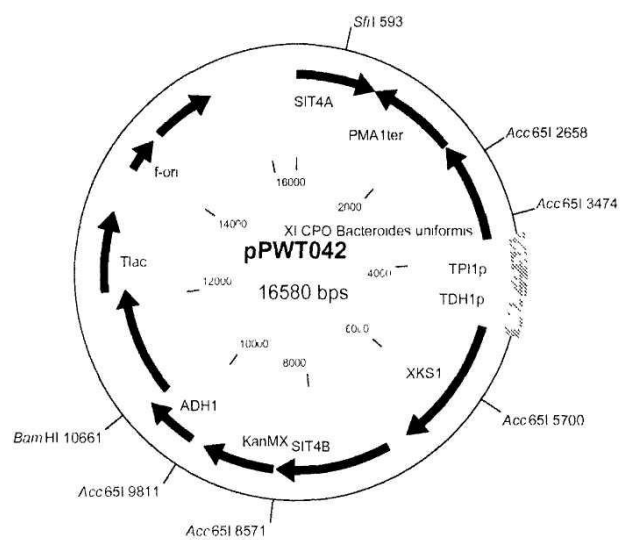 SfiI 593
SIT4A
PMA1ter
Acc65I 2658
f-ori
16000
2000
Acc65I 3474
14000
XI CPO Bacteroides uniformis
pPWT042
TPI1p
Tlac
12000
4000
16580 bps
TDH1p
6000
10000
8000
XKS1
ADH1
Acc65I 5700
BamHI 10661
KanMX
SIT4B
Acc65I 9811
Acc65I 8571